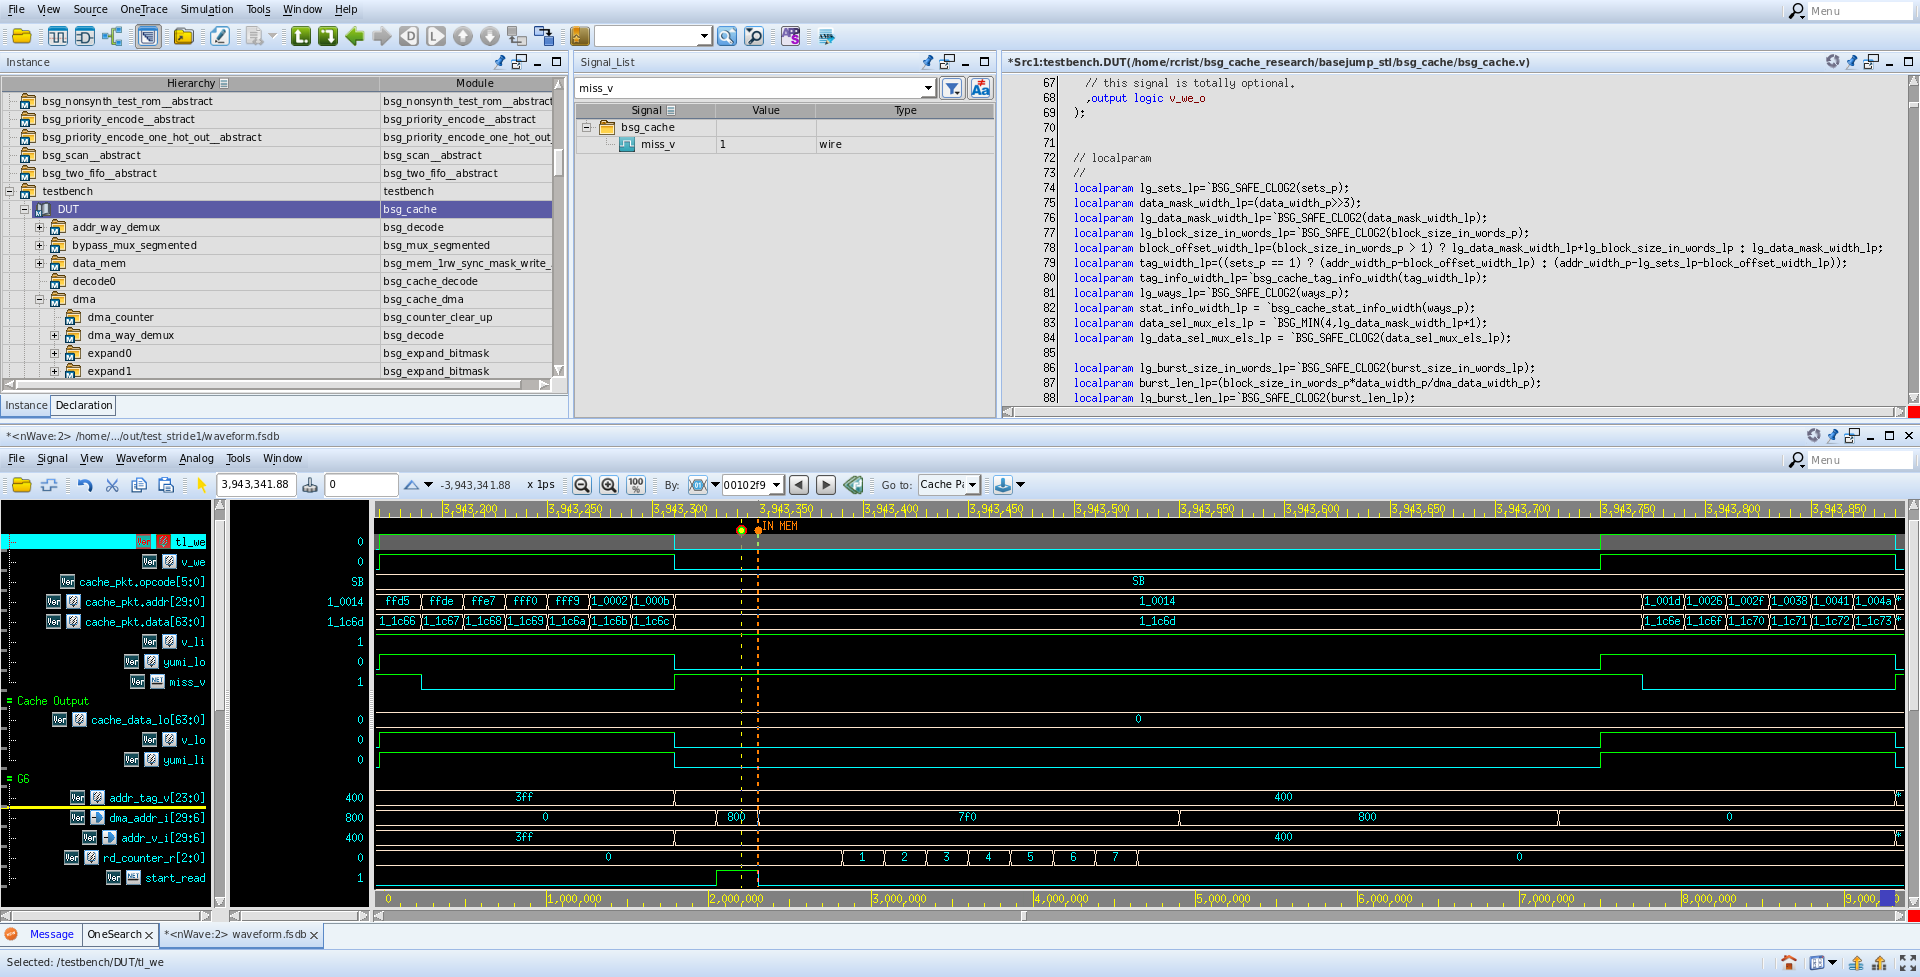 File View Source OneTrace Simulation Tools Window Help
Menu
Instance
Hierarchy Module
bsg_nonsynth_test_rom__abstract bsg_nonsynth_test_rom__abstract
bsg_priority_encode__abstract bsg_priority_encode__abstract
bsg_priority_encode_one_hot_out__abstract bsg_priority_encode_one_hot_out_
bsg_scan__abstract bsg_scan__abstract
bsg_two_fifo__abstract bsg_two_fifo__abstract
testbench testbench
DUT bsg_cache
addr_way_demux bsg_decode
bypass_mux_segmented bsg_mux_segmented
data_mem bsg_mem_1rw_sync_mask_write_
decode0 bsg_cache_decode
dma bsg_cache_dma
dma_counter bsg_counter_clear_up
dma_way_demux bsg_decode
expand0 bsg_expand_bitmask
expand1 bsg_expand_bitmask
Instance Declaration
Signal_List
miss_v
Signal Value Type
bsg_cache
miss_v 1 wire
*Src1:testbench.DUT(/home/rcrist/bsg_cache_research/basejump_stl/bsg_cache/bsg_cache.v)
67 // this signal is totally optional.
68 ,output logic v_we_o
69 );
70
71
72 // localparam
73 //
74 localparam lg_sets_lp=`BSG_SAFE_CLOG2(sets_p);
75 localparam data_mask_width_lp=(data_width_p>>3);
76 localparam lg_data_mask_width_lp=`BSG_SAFE_CLOG2(data_mask_width_lp);
77 localparam lg_block_size_in_words_lp=`BSG_SAFE_CLOG2(block_size_in_words_p);
78 localparam block_offset_width_lp=(block_size_in_words_p > 1) ? lg_data_mask_width_lp+lg_block_size_in_words_lp : lg_data_mask_width_lp;
79 localparam tag_width_lp=((sets_p == 1) ? (addr_width_p-block_offset_width_lp) : (addr_width_p-lg_sets_lp-block_offset_width_lp));
80 localparam tag_info_width_lp=`bsg_cache_tag_info_width(tag_width_lp);
81 localparam lg_ways_lp=`BSG_SAFE_CLOG2(ways_p);
82 localparam stat_info_width_lp = `bsg_cache_stat_info_width(ways_p);
83 localparam data_sel_mux_els_lp = `BSG_MIN(4,lg_data_mask_width_lp+1);
84 localparam lg_data_sel_mux_els_lp = `BSG_SAFE_CLOG2(data_sel_mux_els_lp);
85
86 localparam lg_burst_size_in_words_lp=`BSG_SAFE_CLOG2(burst_size_in_words_lp);
87 localparam burst_len_lp=(block_size_in_words_p*data_width_p/dma_data_width_p);
88 localparam lg_burst_len_lp=`BSG_SAFE_CLOG2(burst_len_lp);
*<nWave:2> /home/.../out/test_stride1/waveform.fsdb
File Signal View Waveform Analog Tools Window
Menu
3,943,341.88 0 -3,943,341.88 x 1ps 100% By: 00102f9 Go to: Cache Pa
3,943,200 3,943,250 3,943,300 3,943,350 3,943,400 3,943,450 3,943,500 3,943,550 3,943,600 3,943,650 3,943,700 3,943,750 3,943,800 3,943,850
IN MEM
tl_we 0
v_we 0
cache_pkt.opcode[5:0] SB SB
cache_pkt.addr[29:0] 1_0014 ffd5 ffde ffe7 fff0 fff9 1_0002 1_000b 1_0014 1_001d 1_0026 1_002f 1_0038 1_0041 1_004a *
cache_pkt.data[63:0] 1_1c6d 1_1c66 1_1c67 1_1c68 1_1c69 1_1c6a 1_1c6b 1_1c6c 1_1c6d 1_1c6e 1_1c6f 1_1c70 1_1c71 1_1c72 1_1c73 *
v_li 1
yumi_lo 0
miss_v 1
= Cache Output
cache_data_lo[63:0] 0 0
v_lo 0
yumi_li 0
= G6
addr_tag_v[23:0] 400 3ff 400 *
dma_addr_i[29:6] 800 0 800 7f0 800 0
addr_v_i[29:6] 400 3ff 400 *
rd_counter_r[2:0] 0 0 1 2 3 4 5 6 7 0
start_read 1
0 1,000,000 2,000,000 3,000,000 4,000,000 5,000,000 6,000,000 7,000,000 8,000,000 9,000
Message OneSearch *<nWave:2> waveform.fsdb
Selected: /testbench/DUT/tl_we